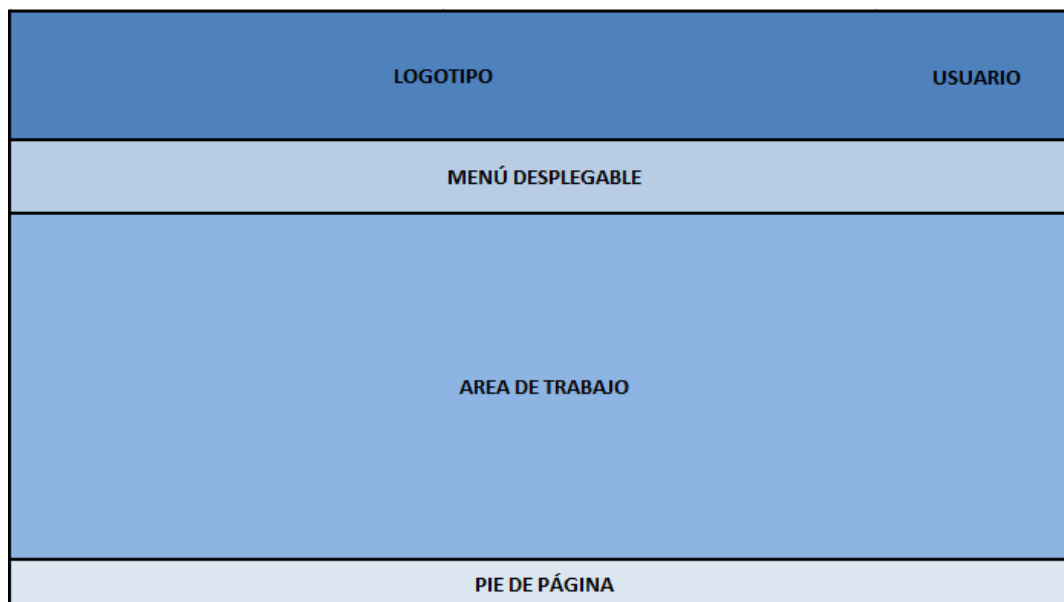 LOGOTIPO
USUARIO
MENÚ DESPLEGABLE
AREA DE TRABAJO
PIE DE PÁGINA